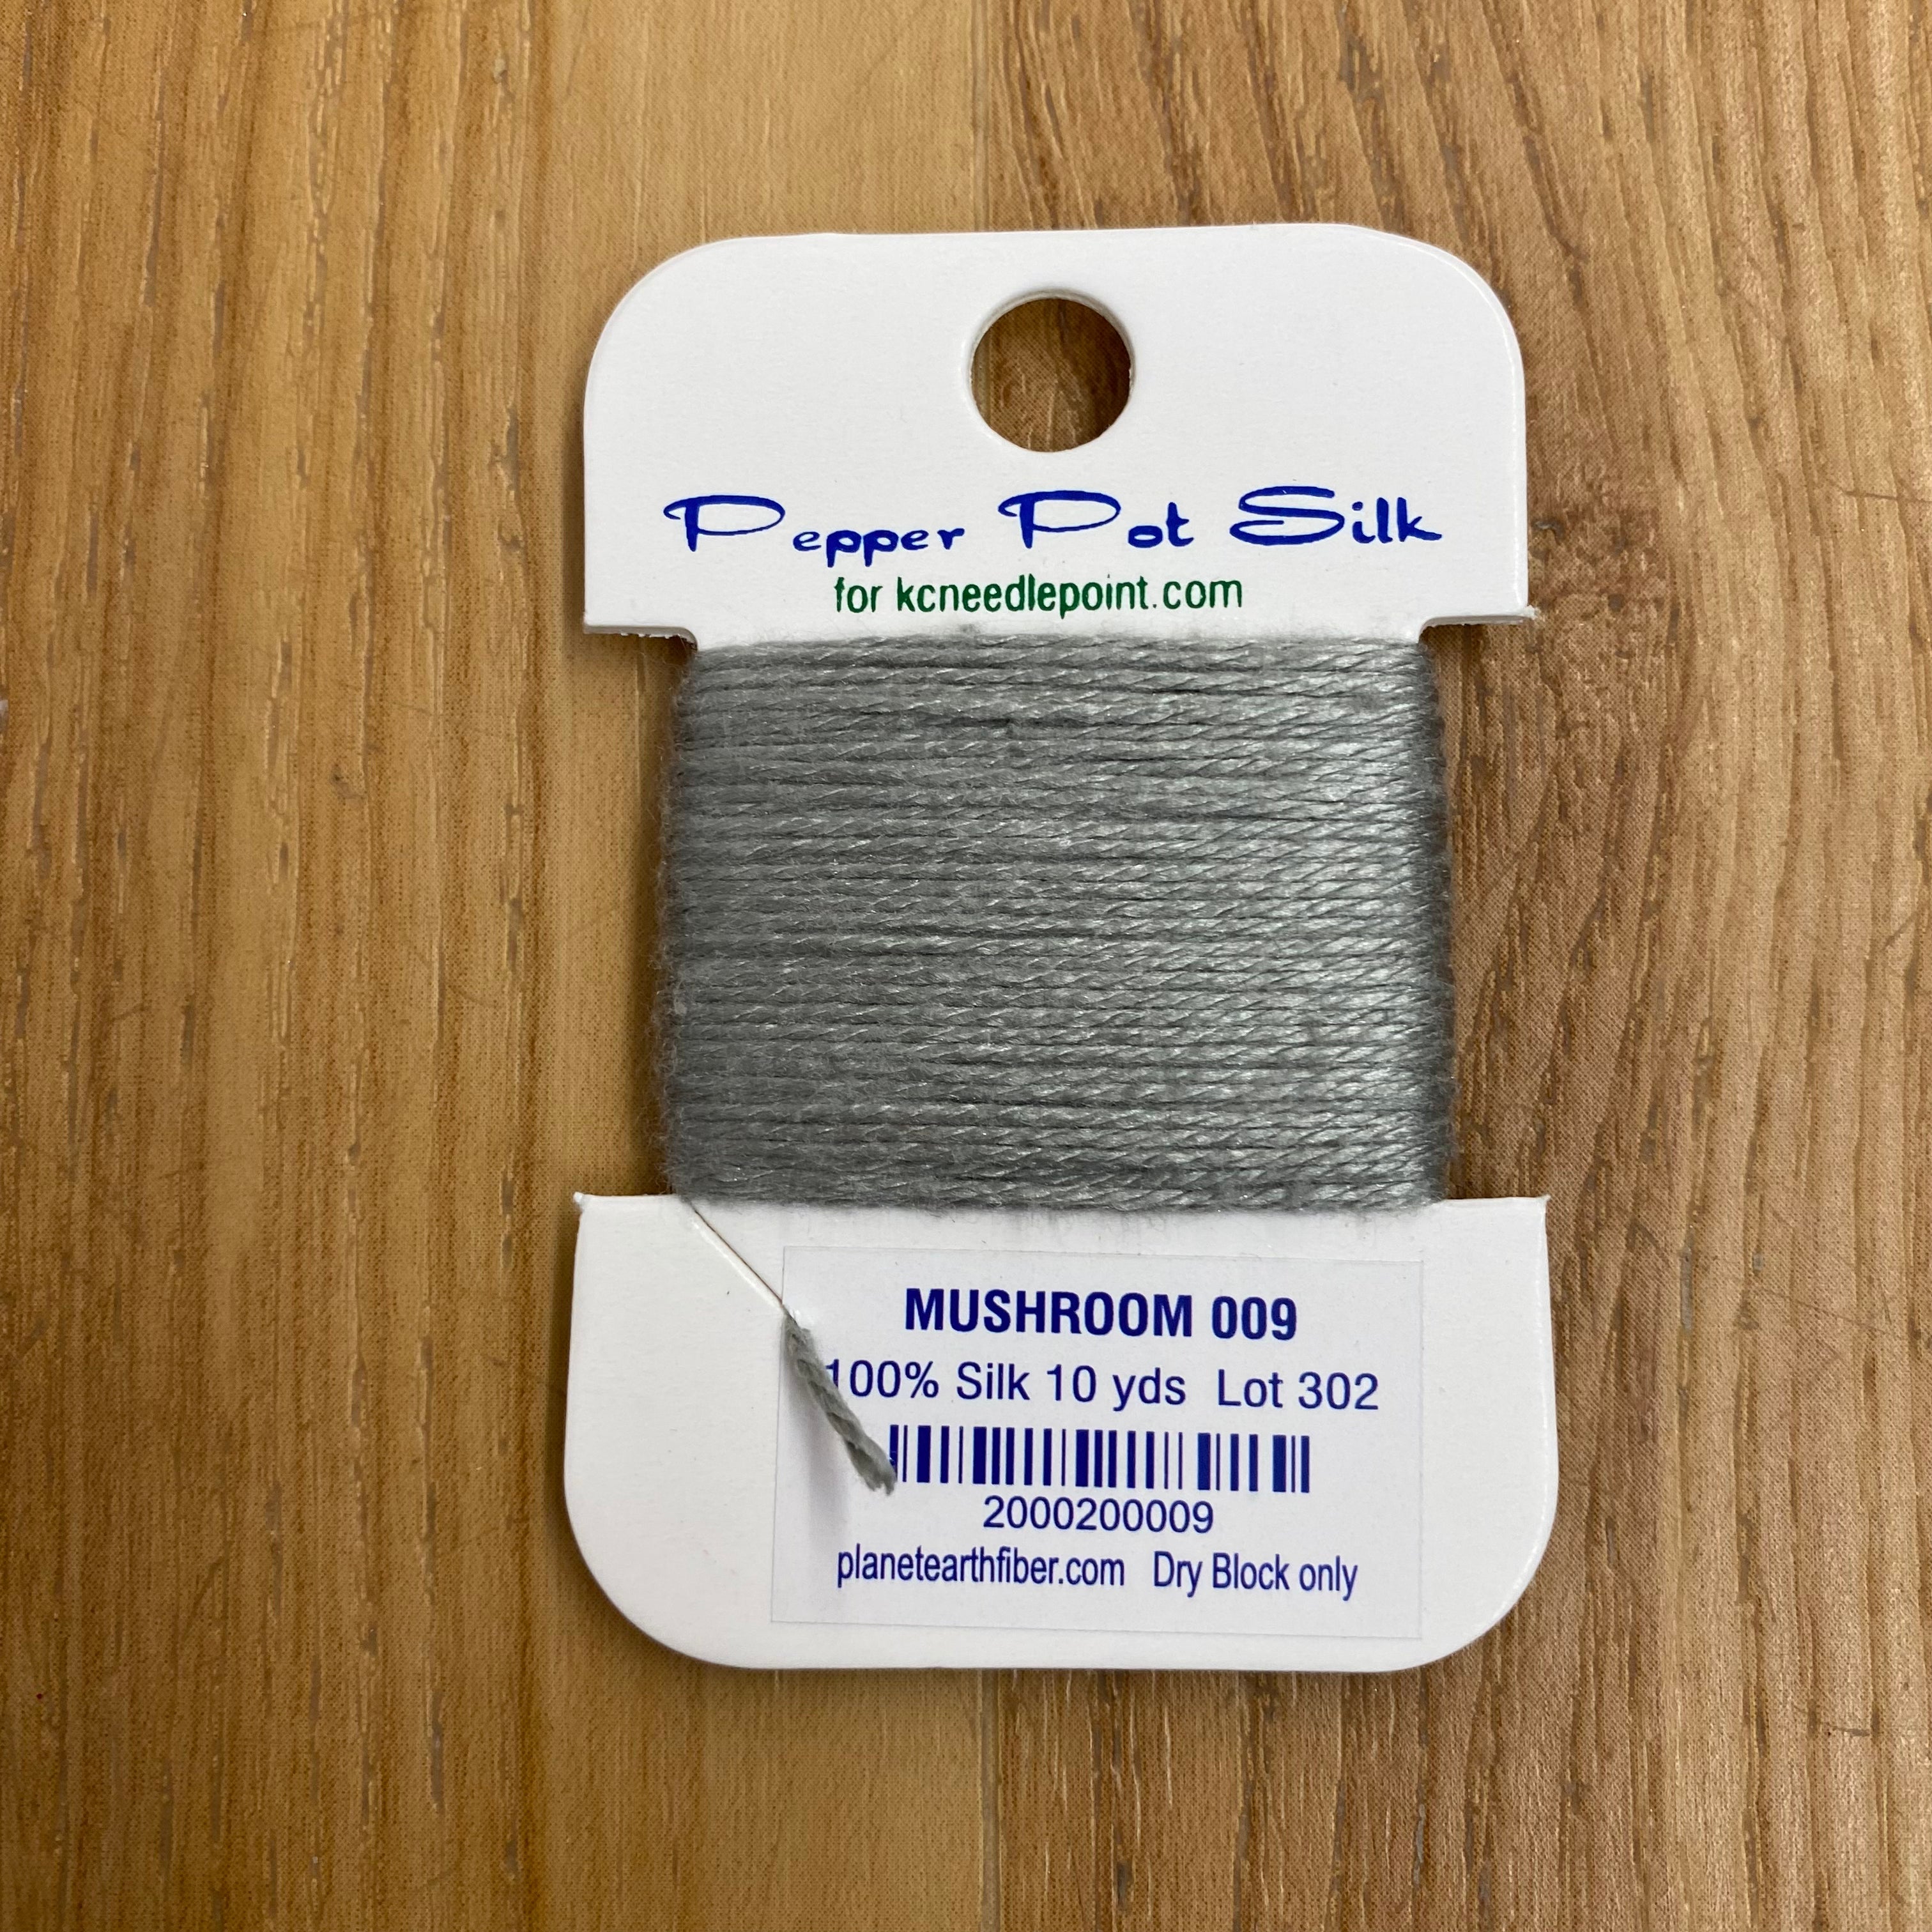 Pepper Pot Silk
for kcneedlepoint.com
MUSHROOM 009
100% Silk 10 yds Lot 302
2000200009
planetearthfiber.com Dry Block only